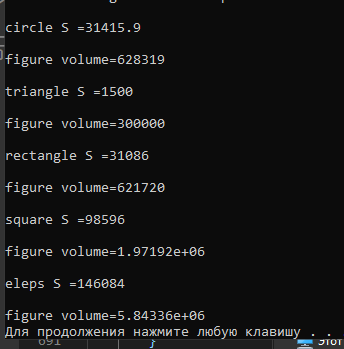 circle S =31415.9
figure volume=628319
triangle S =1500
figure volume=300000
rectangle S =31086
figure volume=621720
square S =98596
figure volume=1.97192e+06
eleps S =146084
figure volume=5.84336e+06
Для продолжения нажмите любую клавишу . .
691 }
Этот